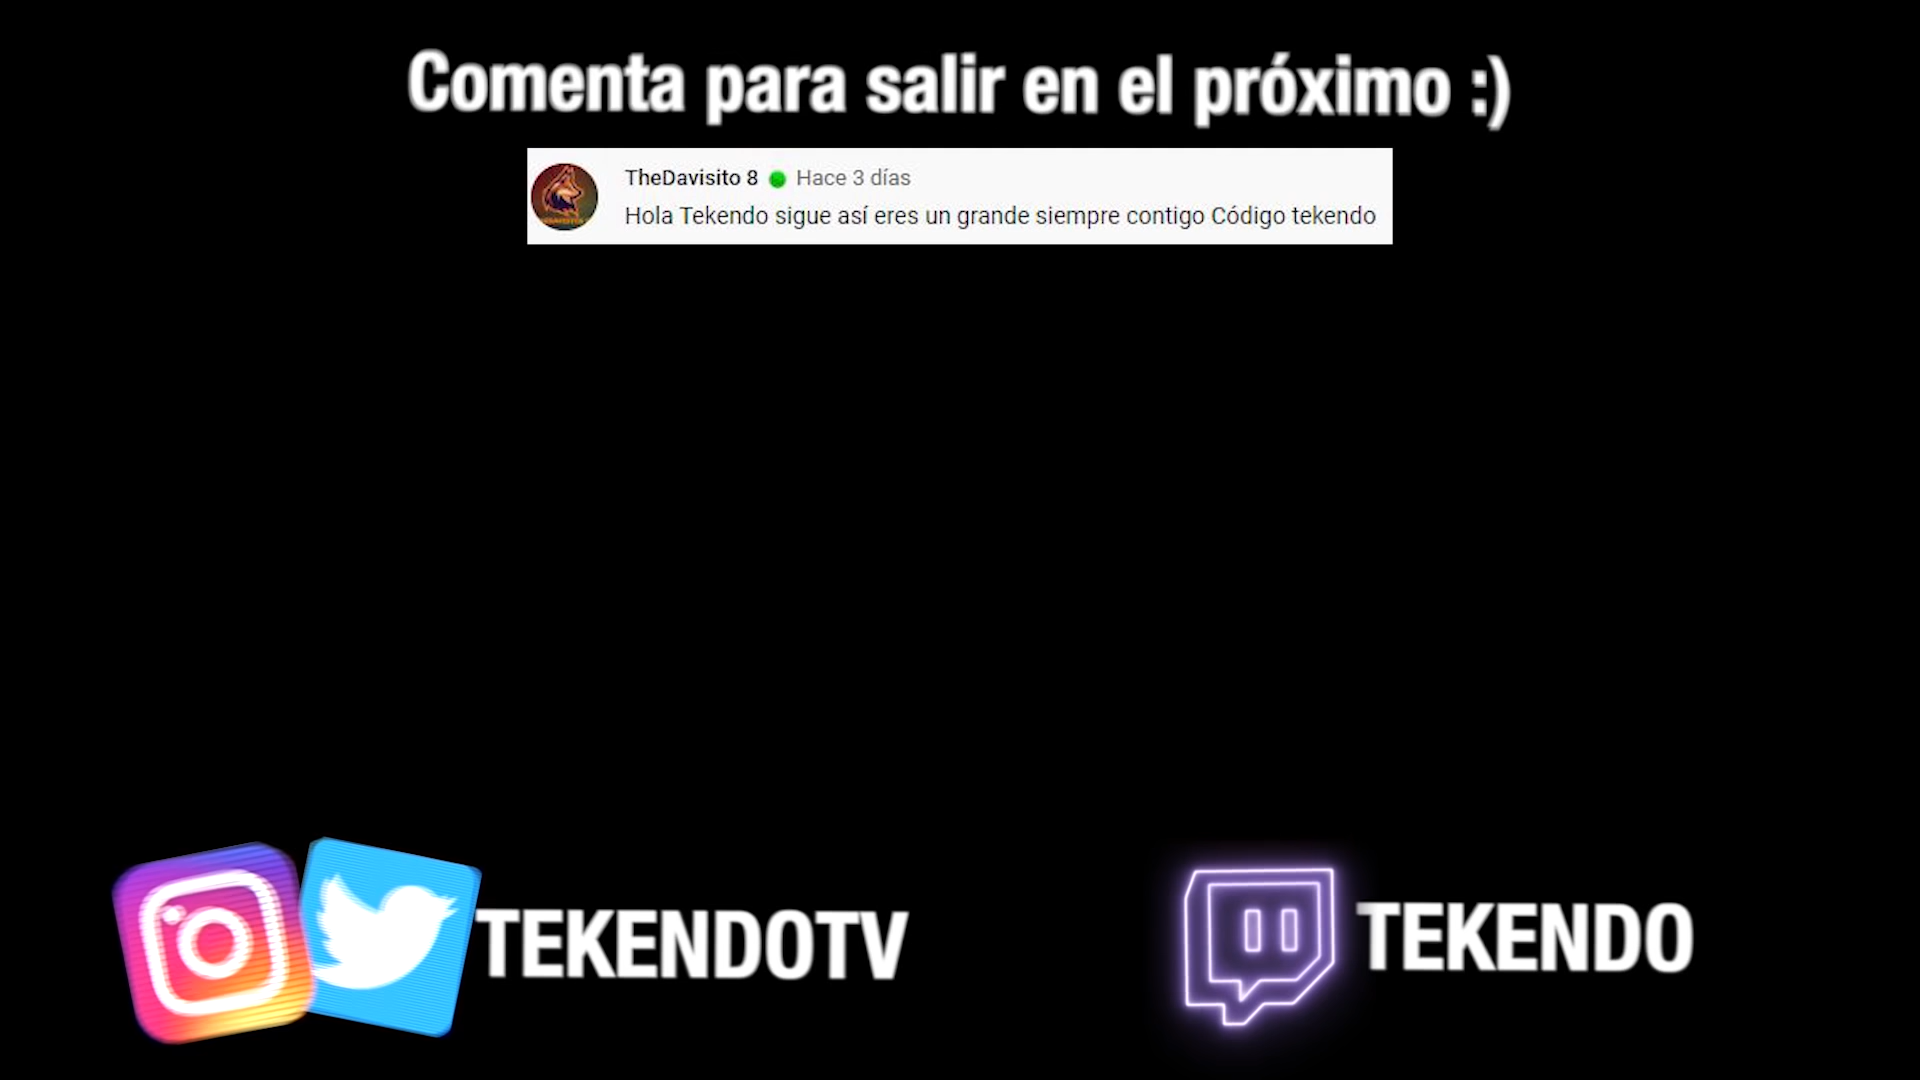 Comenta para salir en el próximo :)
TheDavisito 8 Hace 3 días
Hola Tekendo sigue así eres un grande siempre contigo Código tekendo
TEKENDOTV
TEKENDO